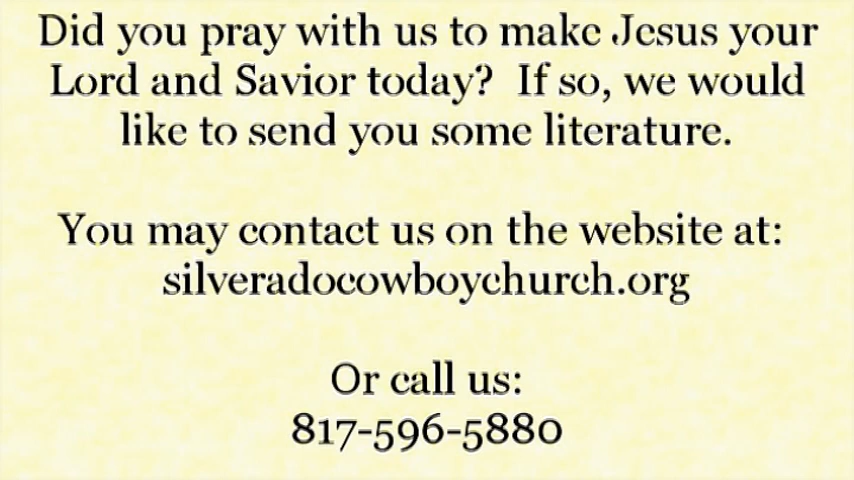 Did you pray with us to make Jesus your
Lord and Savior today? If so, we would
like to send you some literature.
You may contact us on the website at:
silveradocowboychurch.org
Or call us:
817-596-5880